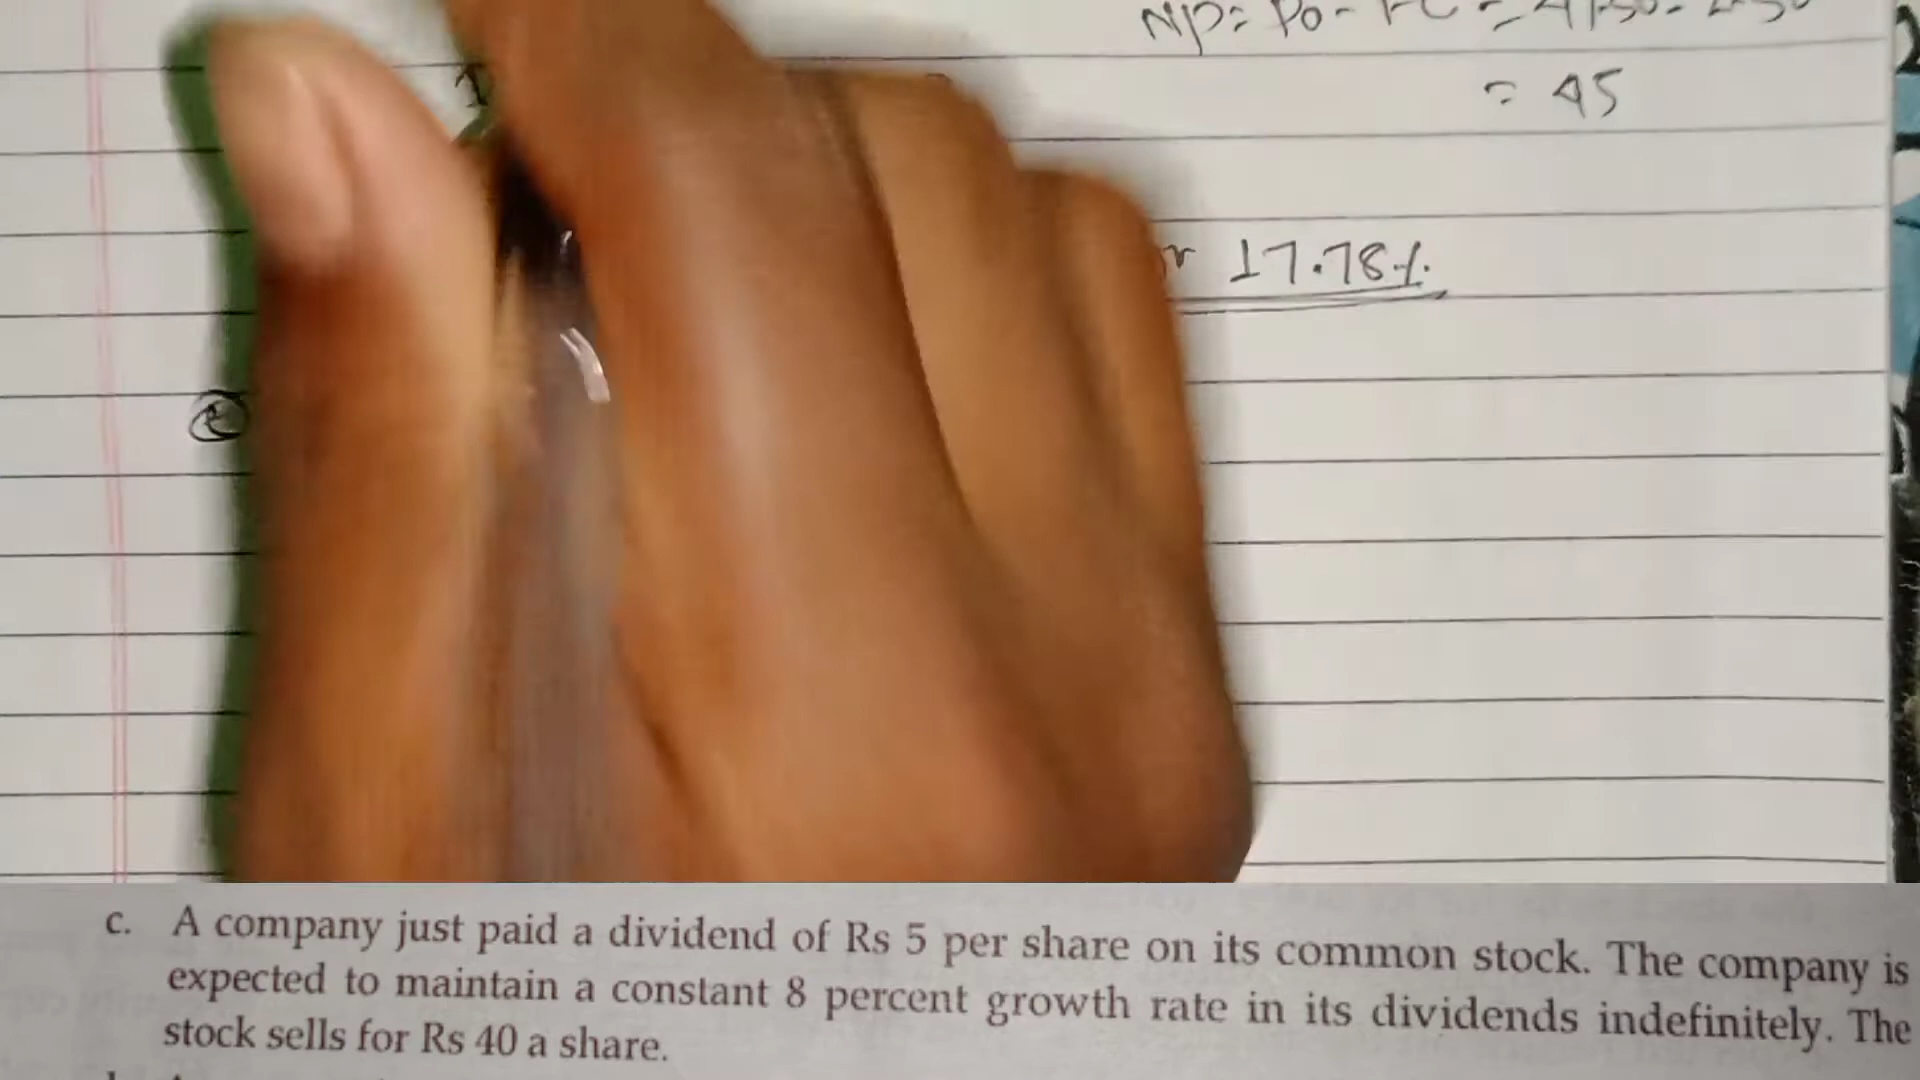 = 45
17.78%
c
c. A company just paid a dividend of Rs 5 per share on its common stock. The company is
expected to maintain a constant 8 percent growth rate in its dividends indefinitely. The
stock sells for Rs 40 a share.